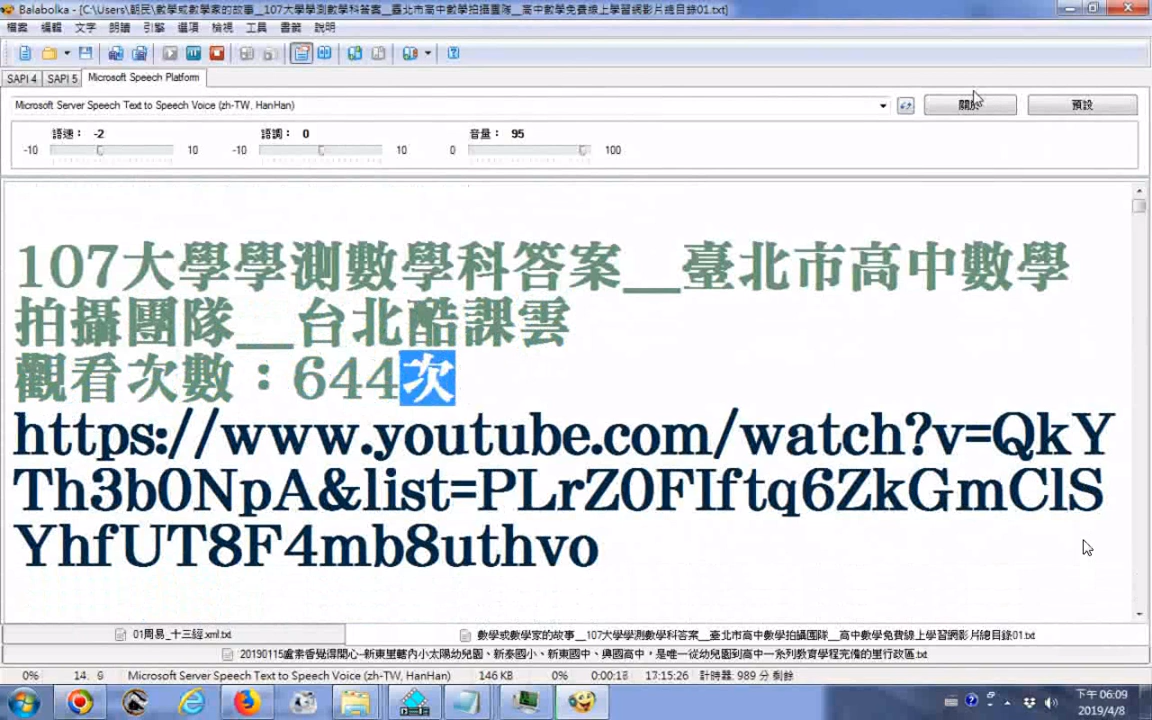 Balabolka - [C:\Users\朝民\數學或數學家的故事__107大學學測數學科答案__臺北市高中數學拍攝團隊__高中數學免費線上學習網影片總目錄01.txt]
檔案 編輯 文字 朗讀 引擎 選項 檢視 工具 書籤 說明
SAPI 4 SAPI 5 Microsoft Speech Platform
Microsoft Server Speech Text to Speech Voice (zh-TW, HanHan) 關於 預設
語速： -2 語調： 0 音量： 95
-10 10 -10 10 0 100
107大學學測數學科答案__臺北市高中數學
拍攝團隊__台北酷課雲
觀看次數：644次
https://www.youtube.com/watch?v=QkY
Th3b0NpA&list=PLrZ0FIftq6ZkGmClS
YhfUT8F4mb8uthvo
01周易_十三經.xml.txt 數學或數學家的故事__107大學學測數學科答案__臺北市高中數學拍攝團隊__高中數學免費線上學習網影片總目錄01.txt
20190115盧素香覺得開心-新東里轄內小太陽幼兒園、新泰國小、新東國中、興國高中，是唯一從幼兒園到高中一系列教育學程完備的里行政區.txt
0% 14: 9 Microsoft Server Speech Text to Speech Voice (zh-TW, HanHan) 146 KB 0% 0:00:18 17:15:26 計時器: 989 分 剩餘
下午 06:09
2019/4/8